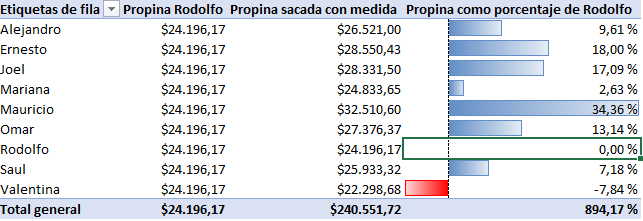 Etiquetas de fila Propina Rodolfo Propina sacada con medida Propina como porcentaje de Rodolfo
Alejandro $24.196,17 $26.521,00 9,61 %
Ernesto $24.196,17 $28.550,43 18,00 %
Joel $24.196,17 $28.331,50 17,09 %
Mariana $24.196,17 $24.833,65 2,63 %
Mauricio $24.196,17 $32.510,60 34,36 %
Omar $24.196,17 $27.376,37 13,14 %
Rodolfo $24.196,17 $24.196,17 0,00 %
Saul $24.196,17 $25.933,32 7,18 %
Valentina $24.196,17 $22.298,68 -7,84 %
Total general $24.196,17 $240.551,72 894,17 %